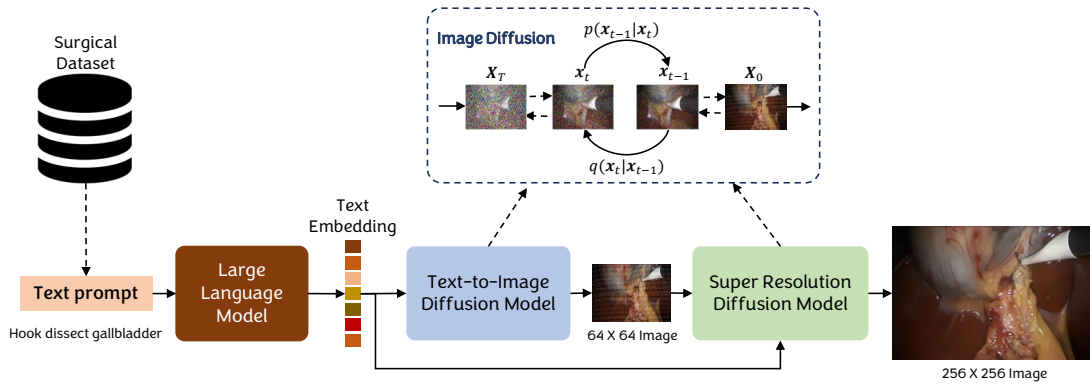 Surgical
Dataset
Image Diffusion
p(x_{t-1}|x_t)
X_T
x_t
x_{t-1}
X_0
q(x_t|x_{t-1})
Text
Embedding
Text prompt
Hook dissect gallbladder
Large
Language
Model
Text-to-Image
Diffusion Model
64 X 64 Image
Super Resolution
Diffusion Model
256 X 256 Image